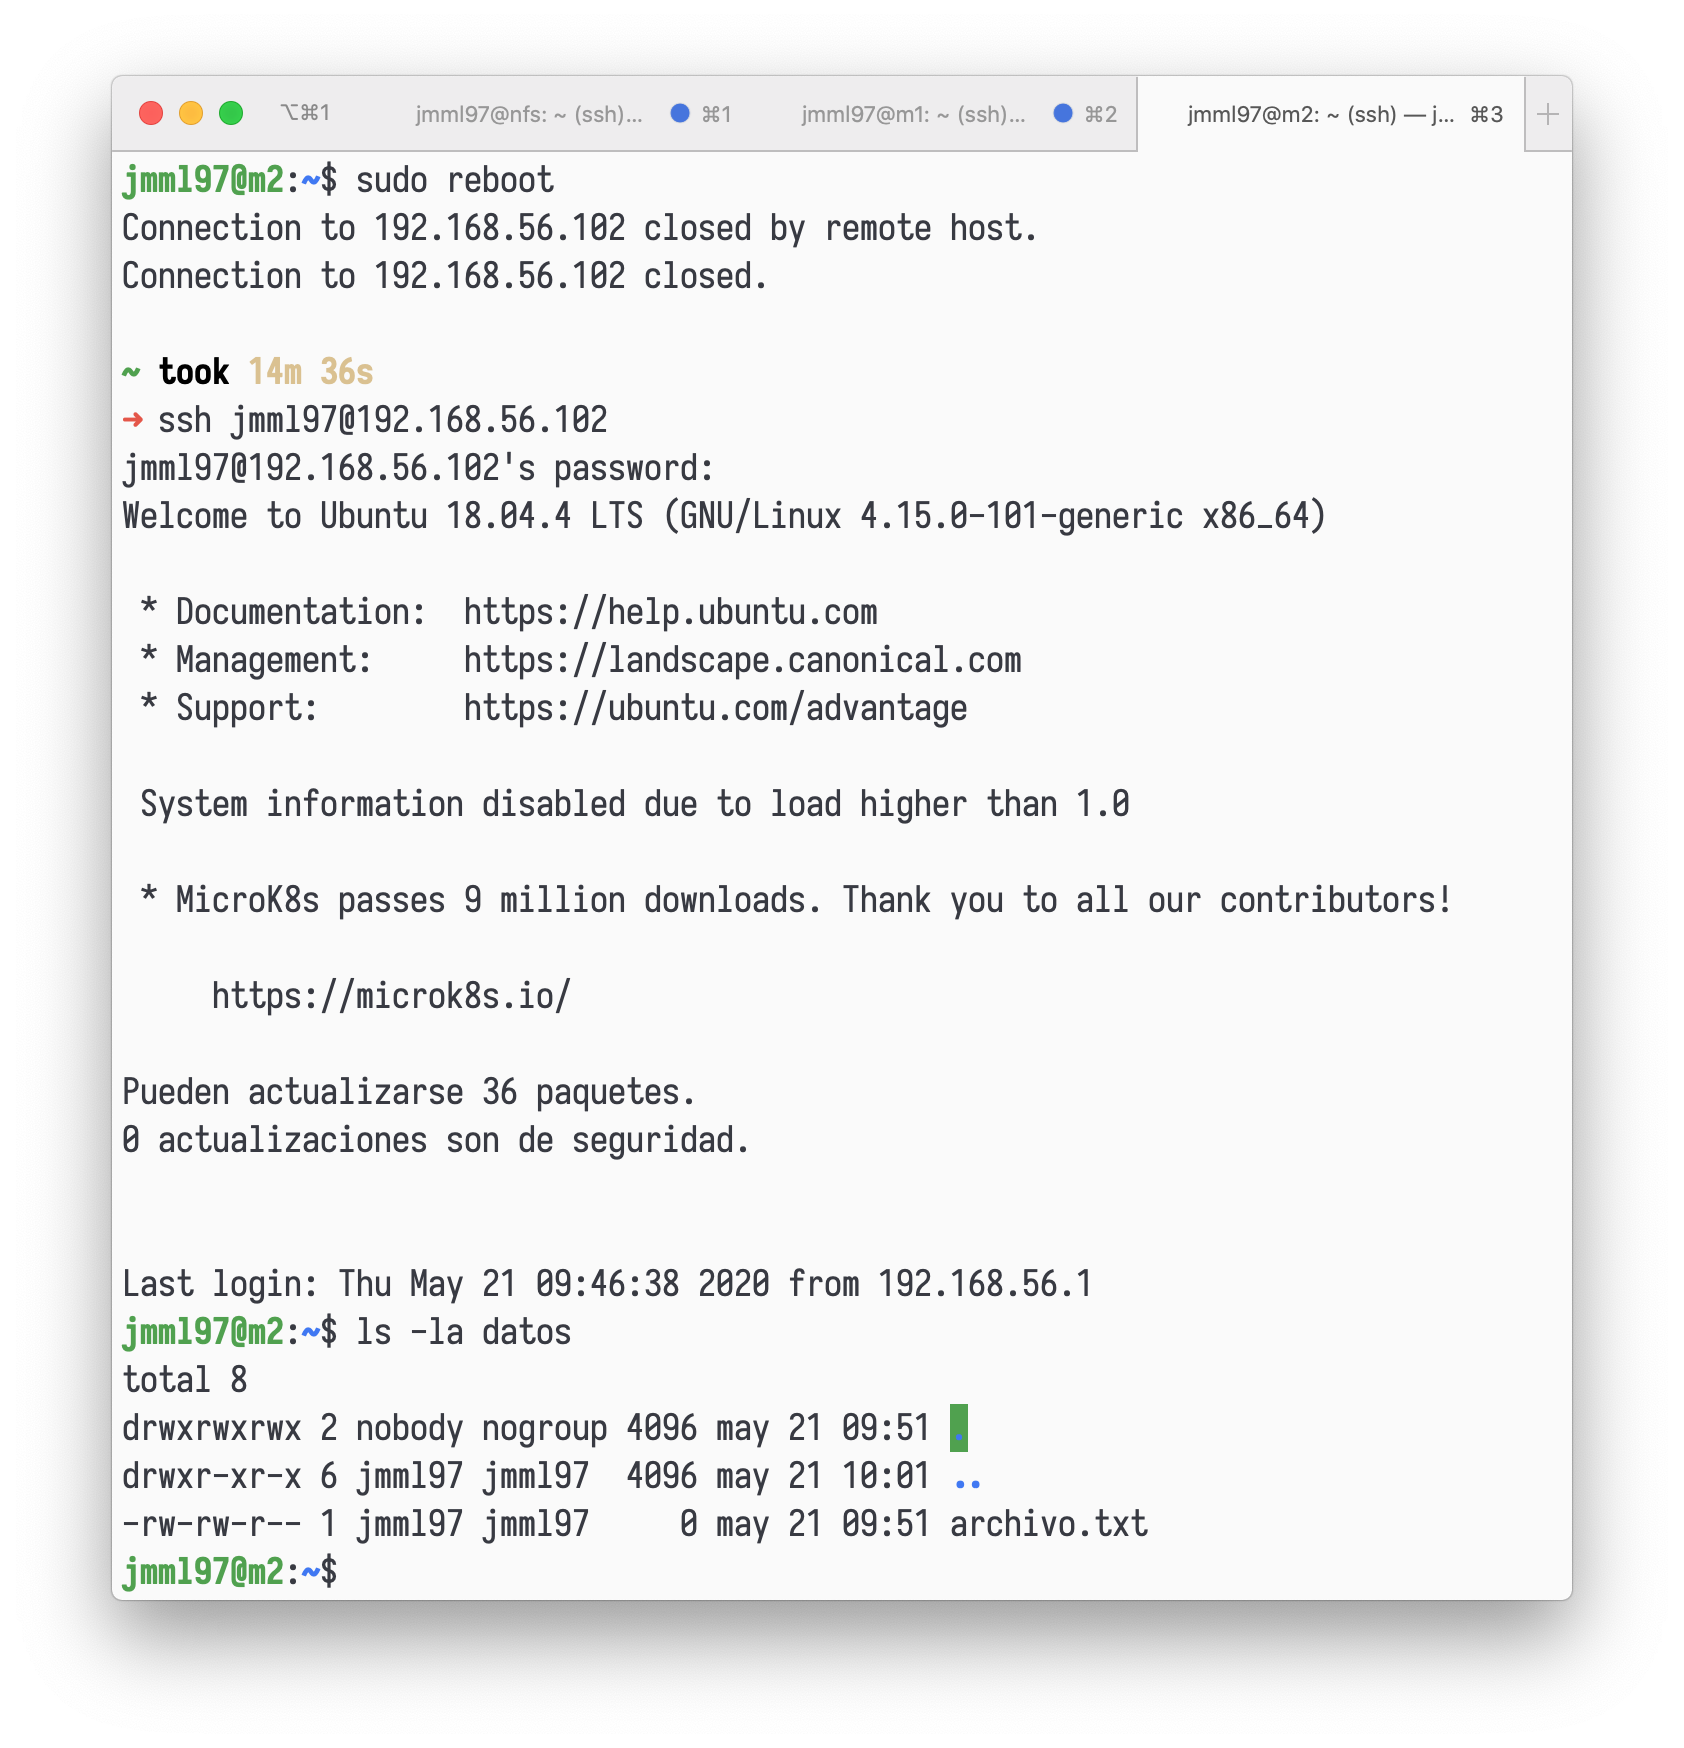 ⌥⌘1 jmml97@nfs: ~ (ssh)... ⌘1 jmml97@m1: ~ (ssh)... ⌘2 jmml97@m2: ~ (ssh) — j... ⌘3 +
jmml97@m2:~$ sudo reboot
Connection to 192.168.56.102 closed by remote host.
Connection to 192.168.56.102 closed.
~ took 14m 36s
➜ ssh jmml97@192.168.56.102
jmml97@192.168.56.102's password:
Welcome to Ubuntu 18.04.4 LTS (GNU/Linux 4.15.0-101-generic x86_64)
 * Documentation:  https://help.ubuntu.com
 * Management:     https://landscape.canonical.com
 * Support:        https://ubuntu.com/advantage
 System information disabled due to load higher than 1.0
 * MicroK8s passes 9 million downloads. Thank you to all our contributors!
     https://microk8s.io/
Pueden actualizarse 36 paquetes.
0 actualizaciones son de seguridad.
Last login: Thu May 21 09:46:38 2020 from 192.168.56.1
jmml97@m2:~$ ls -la datos
total 8
drwxrwxrwx 2 nobody nogroup 4096 may 21 09:51 .
drwxr-xr-x 6 jmml97 jmml97  4096 may 21 10:01 ..
-rw-rw-r-- 1 jmml97 jmml97     0 may 21 09:51 archivo.txt
jmml97@m2:~$